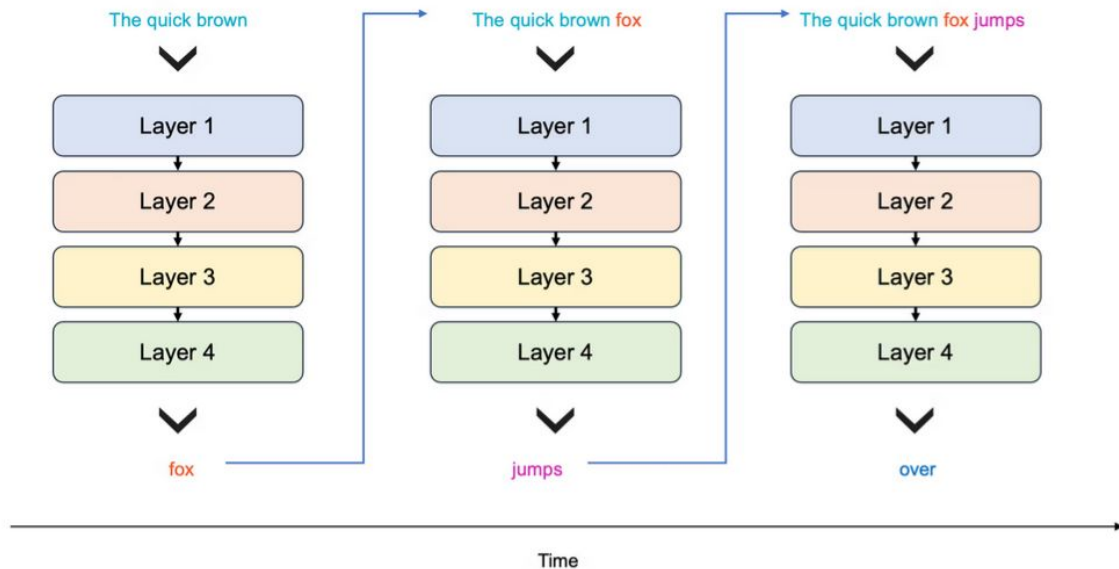 The quick brown
The quick brown fox
The quick brown fox jumps
Layer 1
Layer 1
Layer 1
Layer 2
Layer 2
Layer 2
Layer 3
Layer 3
Layer 3
Layer 4
Layer 4
Layer 4
fox
jumps
over
Time